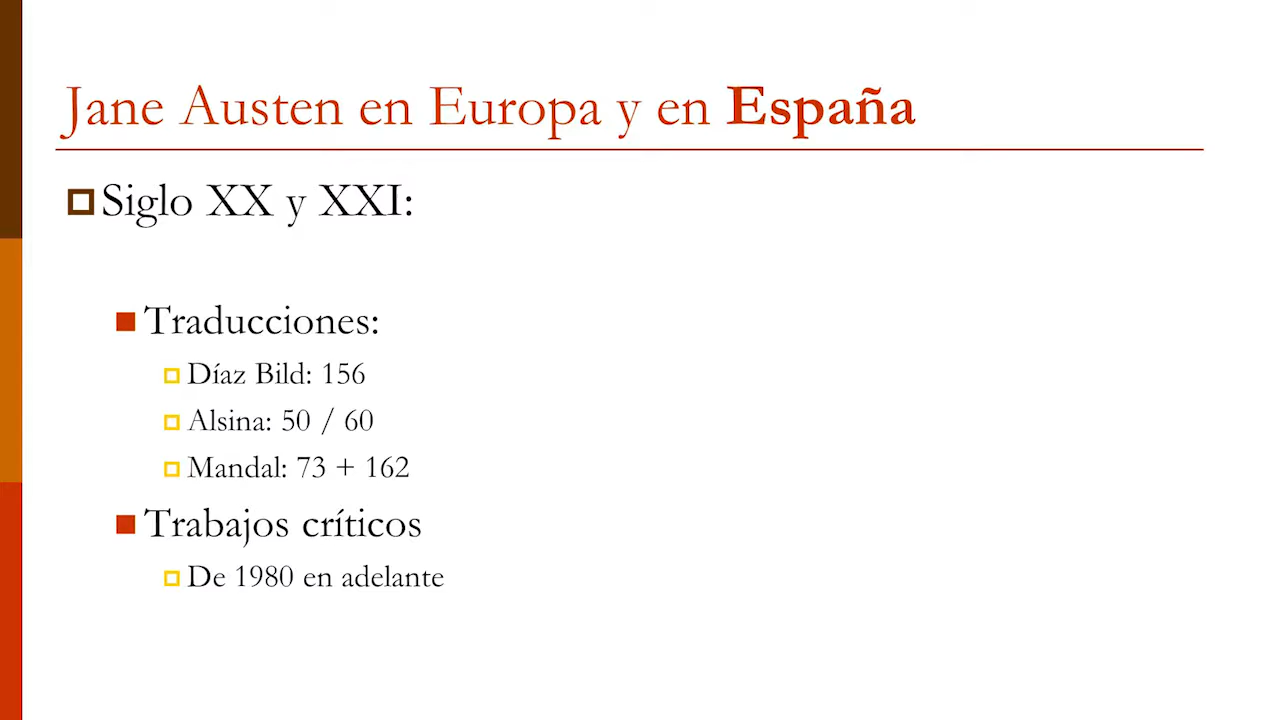 Jane Austen en Europa y en España
Siglo XX y XXI:
Traducciones:
Díaz Bild: 156
Alsina: 50 / 60
Mandal: 73 + 162
Trabajos críticos
De 1980 en adelante